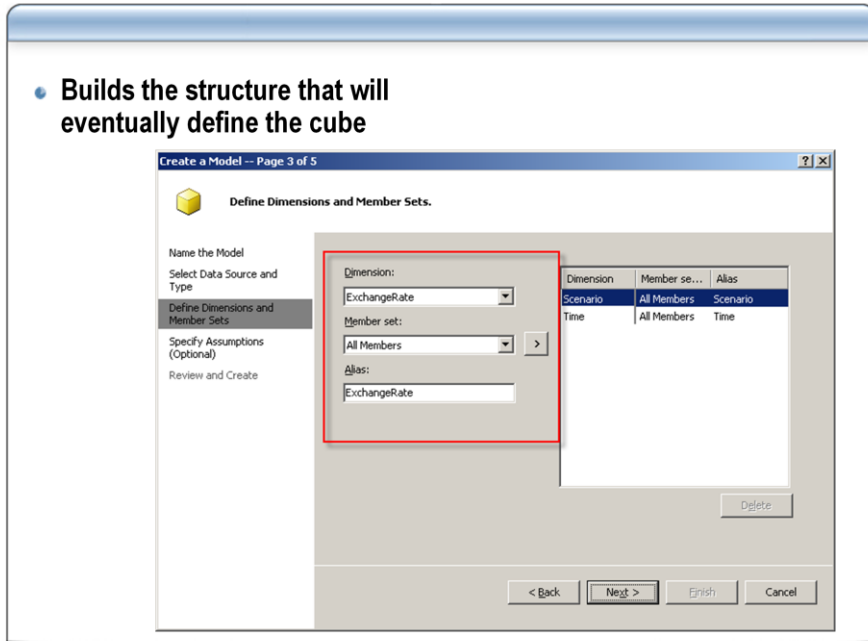 Builds the structure that will
eventually define the cube
Create a Model -- Page 3 of 5
Define Dimensions and Member Sets.
Name the Model
Select Data Source and
Type
Define Dimensions and
Member Sets
Specify Assumptions
(Optional)
Review and Create
Dimension:
ExchangeRate
Member set:
All Members
>
Alias:
ExchangeRate
Dimension Member se... Alias
Scenario All Members Scenario
Time All Members Time
Delete
< Back Next > Finish Cancel